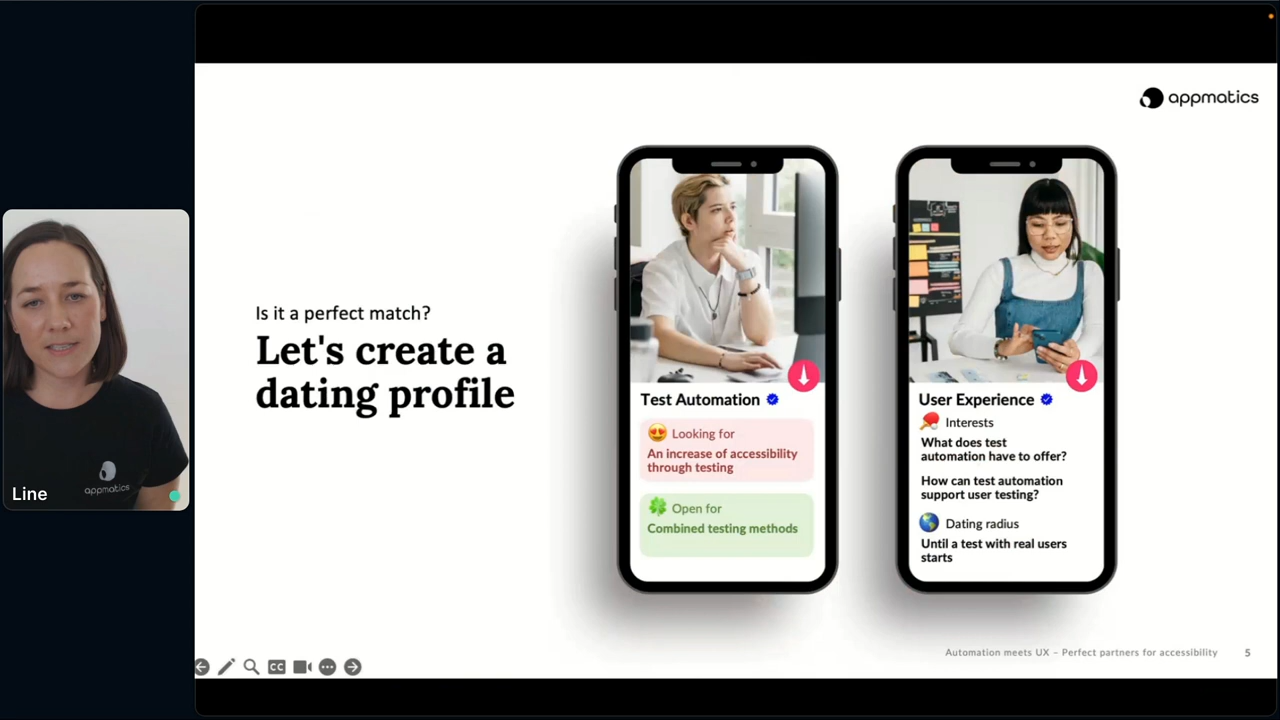 appmatics
Is it a perfect match?
Let's create a
dating profile
Test Automation
Looking for
An increase of accessibility
through testing
Open for
Combined testing methods
User Experience
Interests
What does test
automation have to offer?
How can test automation
support user testing?
Dating radius
Until a test with real users
starts
appmatics
Line
CC
Automation meets UX – Perfect partners for accessibility 5